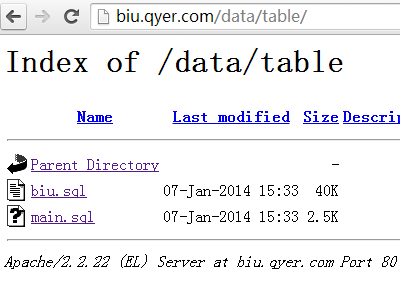 biu.qyer.com/data/table/
Index of /data/table
Name Last modified Size Descrip
Parent Directory -
biu.sql 07-Jan-2014 15:33 40K
main.sql 07-Jan-2014 15:33 2.5K
Apache/2.2.22 (EL) Server at biu.qyer.com Port 80